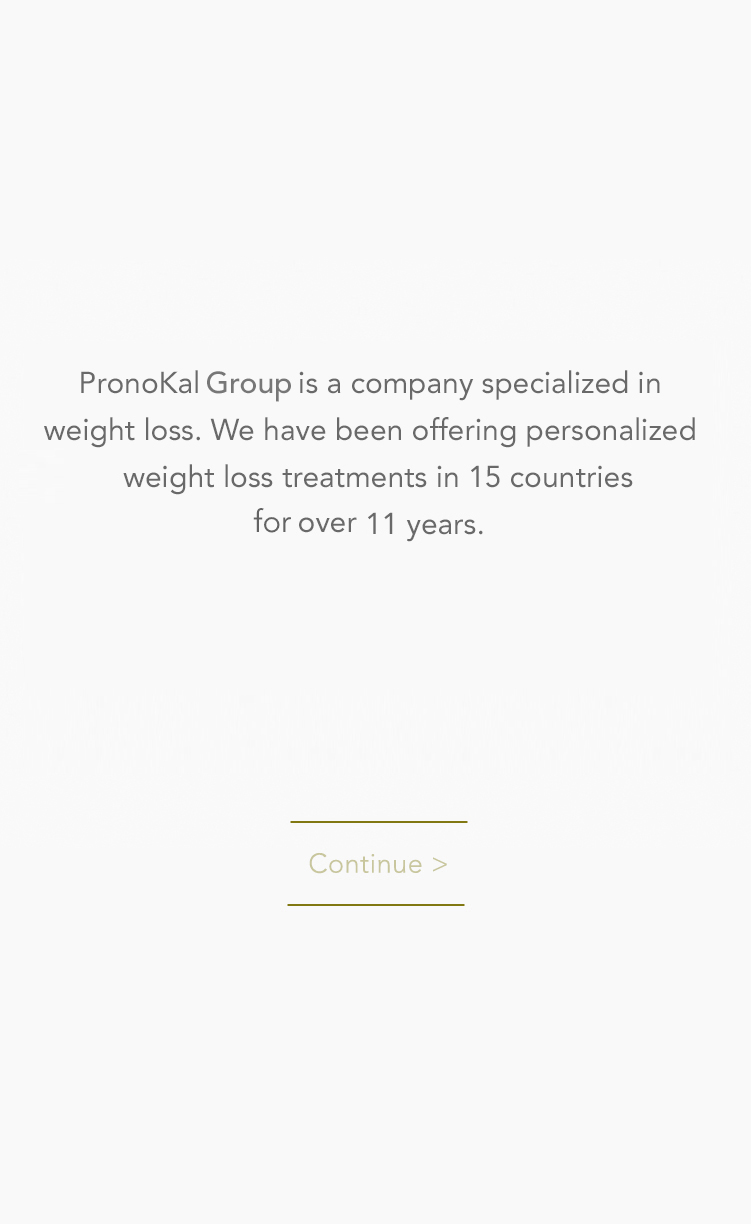 PronoKal Group is a company specialized in
weight loss. We have been offering personalized
weight loss treatments in 15 countries
for over 11 years.
Continue >